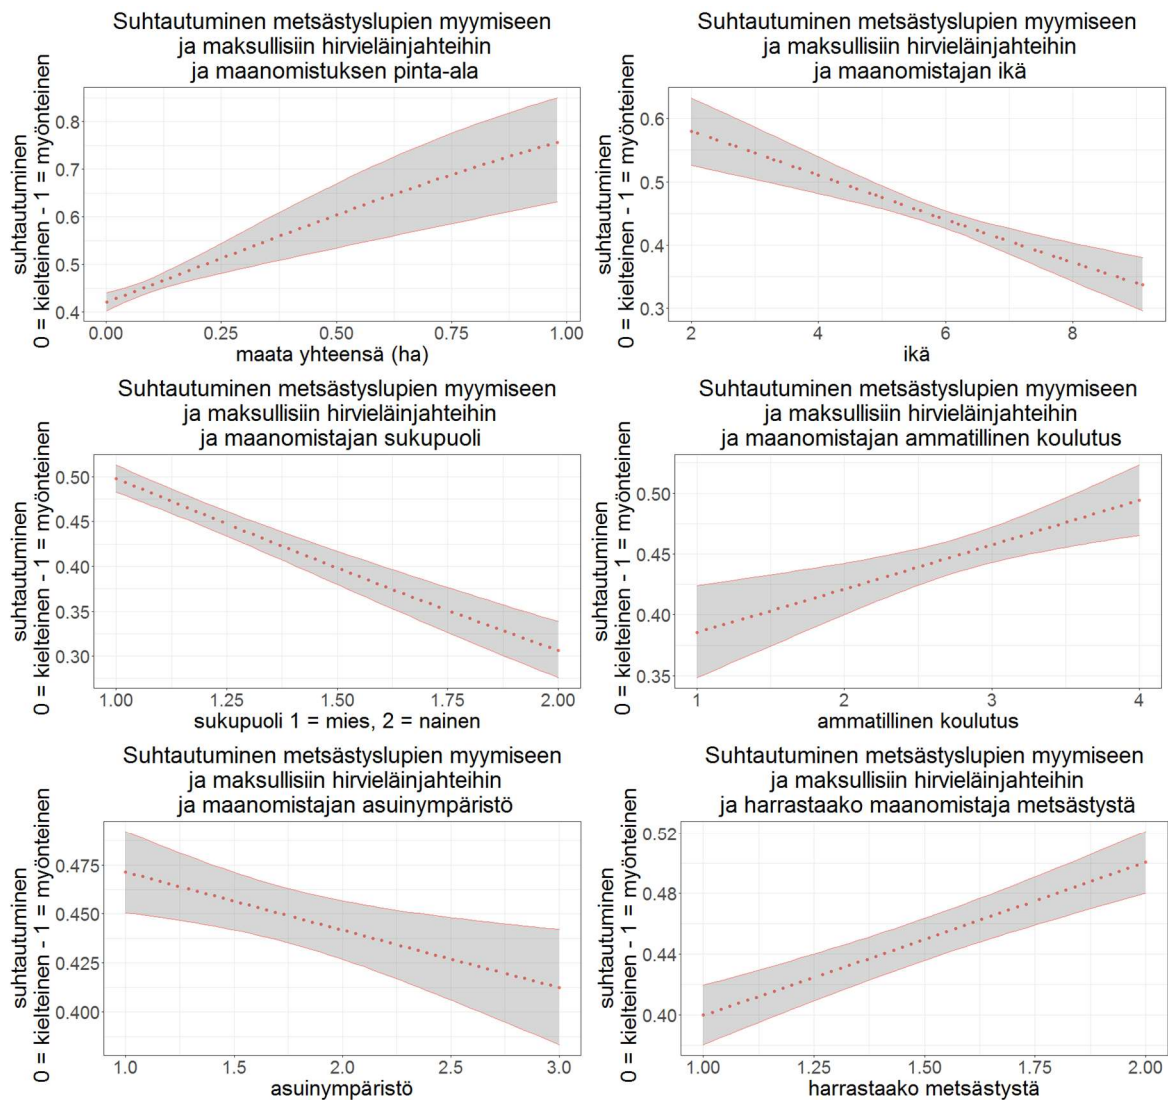 Suhtautuminen metsästyslupien myymiseen
ja maksullisiin hirvieläinjahteihin
ja maanomistuksen pinta-ala
suhtautuminen
0 = kielteinen - 1 = myönteinen
0.8
0.7
0.6
0.5
0.4
0.00 0.25 0.50 0.75 1.00
maata yhteensä (ha)
Suhtautuminen metsästyslupien myymiseen
ja maksullisiin hirvieläinjahteihin
ja maanomistajan ikä
suhtautuminen
0 = kielteinen - 1 = myönteinen
0.6
0.5
0.4
0.3
2 4 6 8
ikä
Suhtautuminen metsästyslupien myymiseen
ja maksullisiin hirvieläinjahteihin
ja maanomistajan sukupuoli
suhtautuminen
0 = kielteinen - 1 = myönteinen
0.50
0.45
0.40
0.35
0.30
1.00 1.25 1.50 1.75 2.00
sukupuoli 1 = mies, 2 = nainen
Suhtautuminen metsästyslupien myymiseen
ja maksullisiin hirvieläinjahteihin
ja maanomistajan ammatillinen koulutus
suhtautuminen
0 = kielteinen - 1 = myönteinen
0.50
0.45
0.40
0.35
1 2 3 4
ammatillinen koulutus
Suhtautuminen metsästyslupien myymiseen
ja maksullisiin hirvieläinjahteihin
ja maanomistajan asuinympäristö
suhtautuminen
0 = kielteinen - 1 = myönteinen
0.475
0.450
0.425
0.400
1.0 1.5 2.0 2.5 3.0
asuinympäristö
Suhtautuminen metsästyslupien myymiseen
ja maksullisiin hirvieläinjahteihin
ja harrastaako maanomistaja metsästystä
suhtautuminen
0 = kielteinen - 1 = myönteinen
0.52
0.48
0.44
0.40
1.00 1.25 1.50 1.75 2.00
harrastaako metsästystä